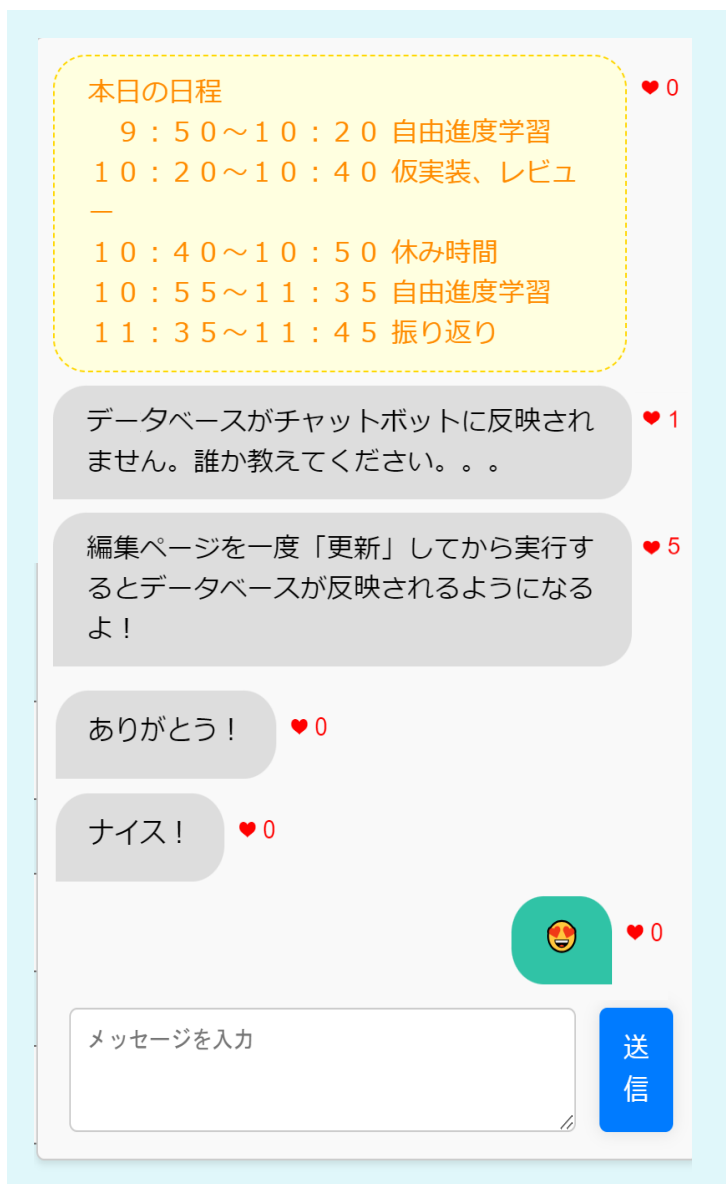 本日の日程
　９：５０～１０：２０ 自由進度学習
１０：２０～１０：４０ 仮実装、レビュ
ー
１０：４０～１０：５０ 休み時間
１０：５５～１１：３５ 自由進度学習
１１：３５～１１：４５ 振り返り
♥ 0
データベースがチャットボットに反映され
ません。誰か教えてください。。。
♥ 1
編集ページを一度「更新」してから実行す
るとデータベースが反映されるようになる
よ！
♥ 5
ありがとう！
♥ 0
ナイス！
♥ 0
😍
♥ 0
メッセージを入力
送
信